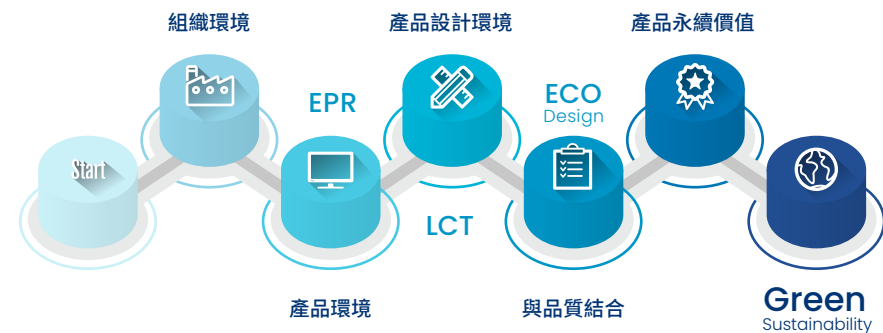 組織環境
產品設計環境
產品永續價值
EPR
ECO
Design
Start
LCT
產品環境
與品質結合
Green
Sustainability